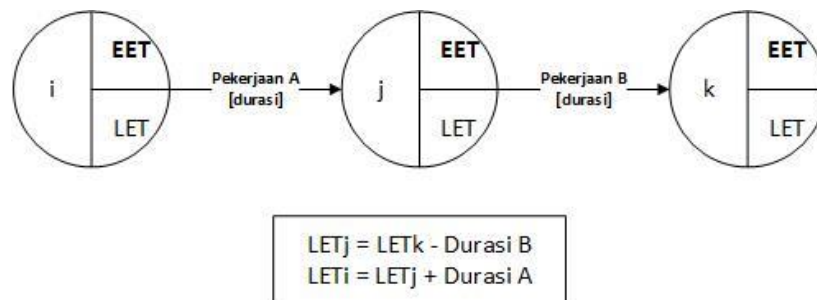 i
EET
LET
Pekerjaan A
[durasi]
j
EET
LET
Pekerjaan B
[durasi]
k
EET
LET
LETj = LETk - Durasi B
LETi = LETj + Durasi A